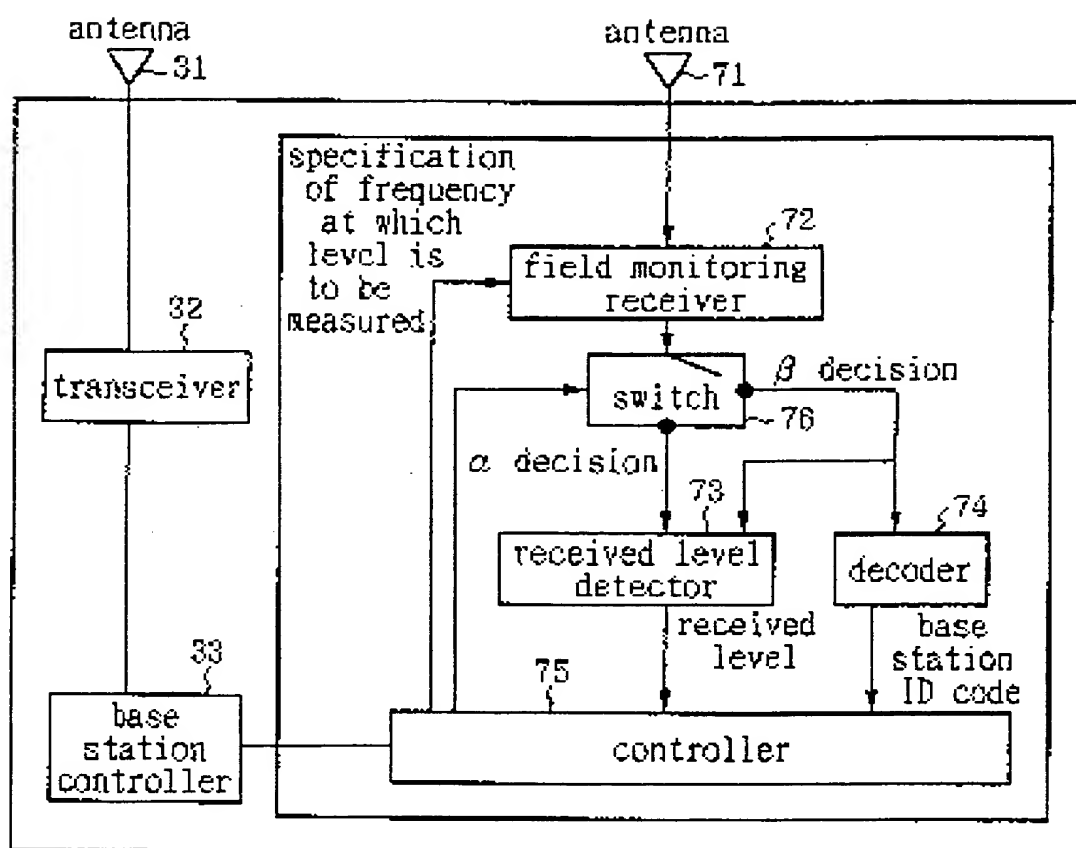 antenna
31
antenna
71
specification
of frequency
at which
level is
to be
measured
72
field monitoring
receiver
32
transceiver
switch
β decision
76
α decision
73
74
received level
detector
decoder
received
level
base
station
ID code
33
75
base
station
controller
controller